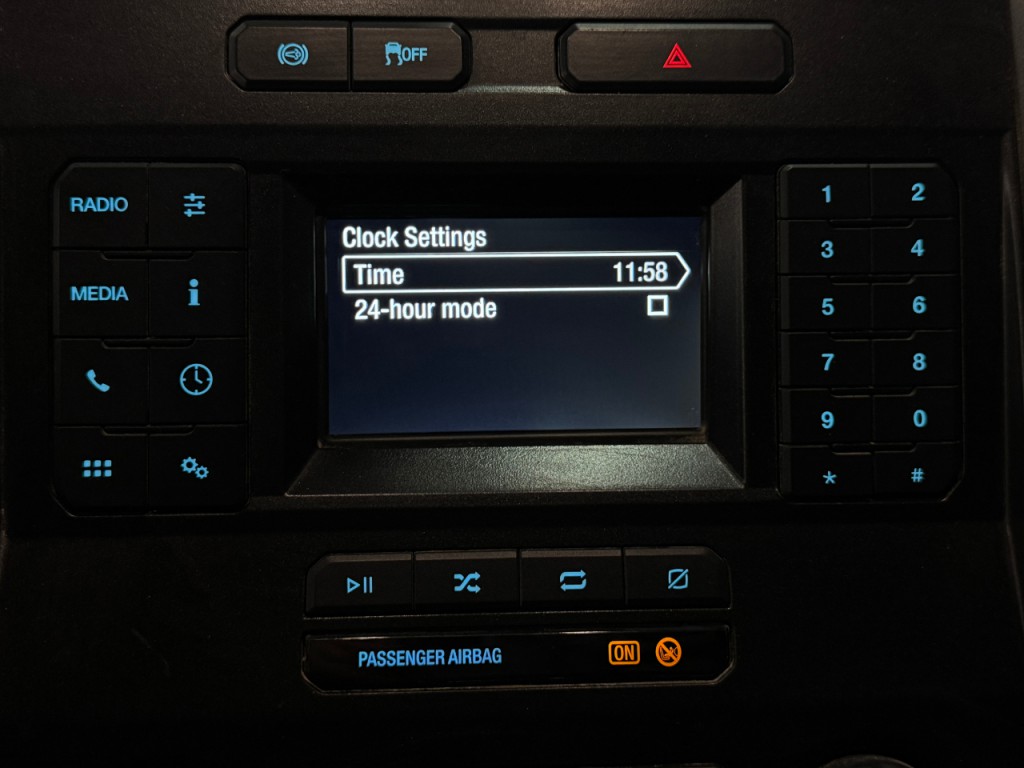 OFF
RADIO
MEDIA
Clock Settings
Time 11:58
24-hour mode
1 2
3 4
5 6
7 8
9 0
* #
PASSENGER AIRBAG ON